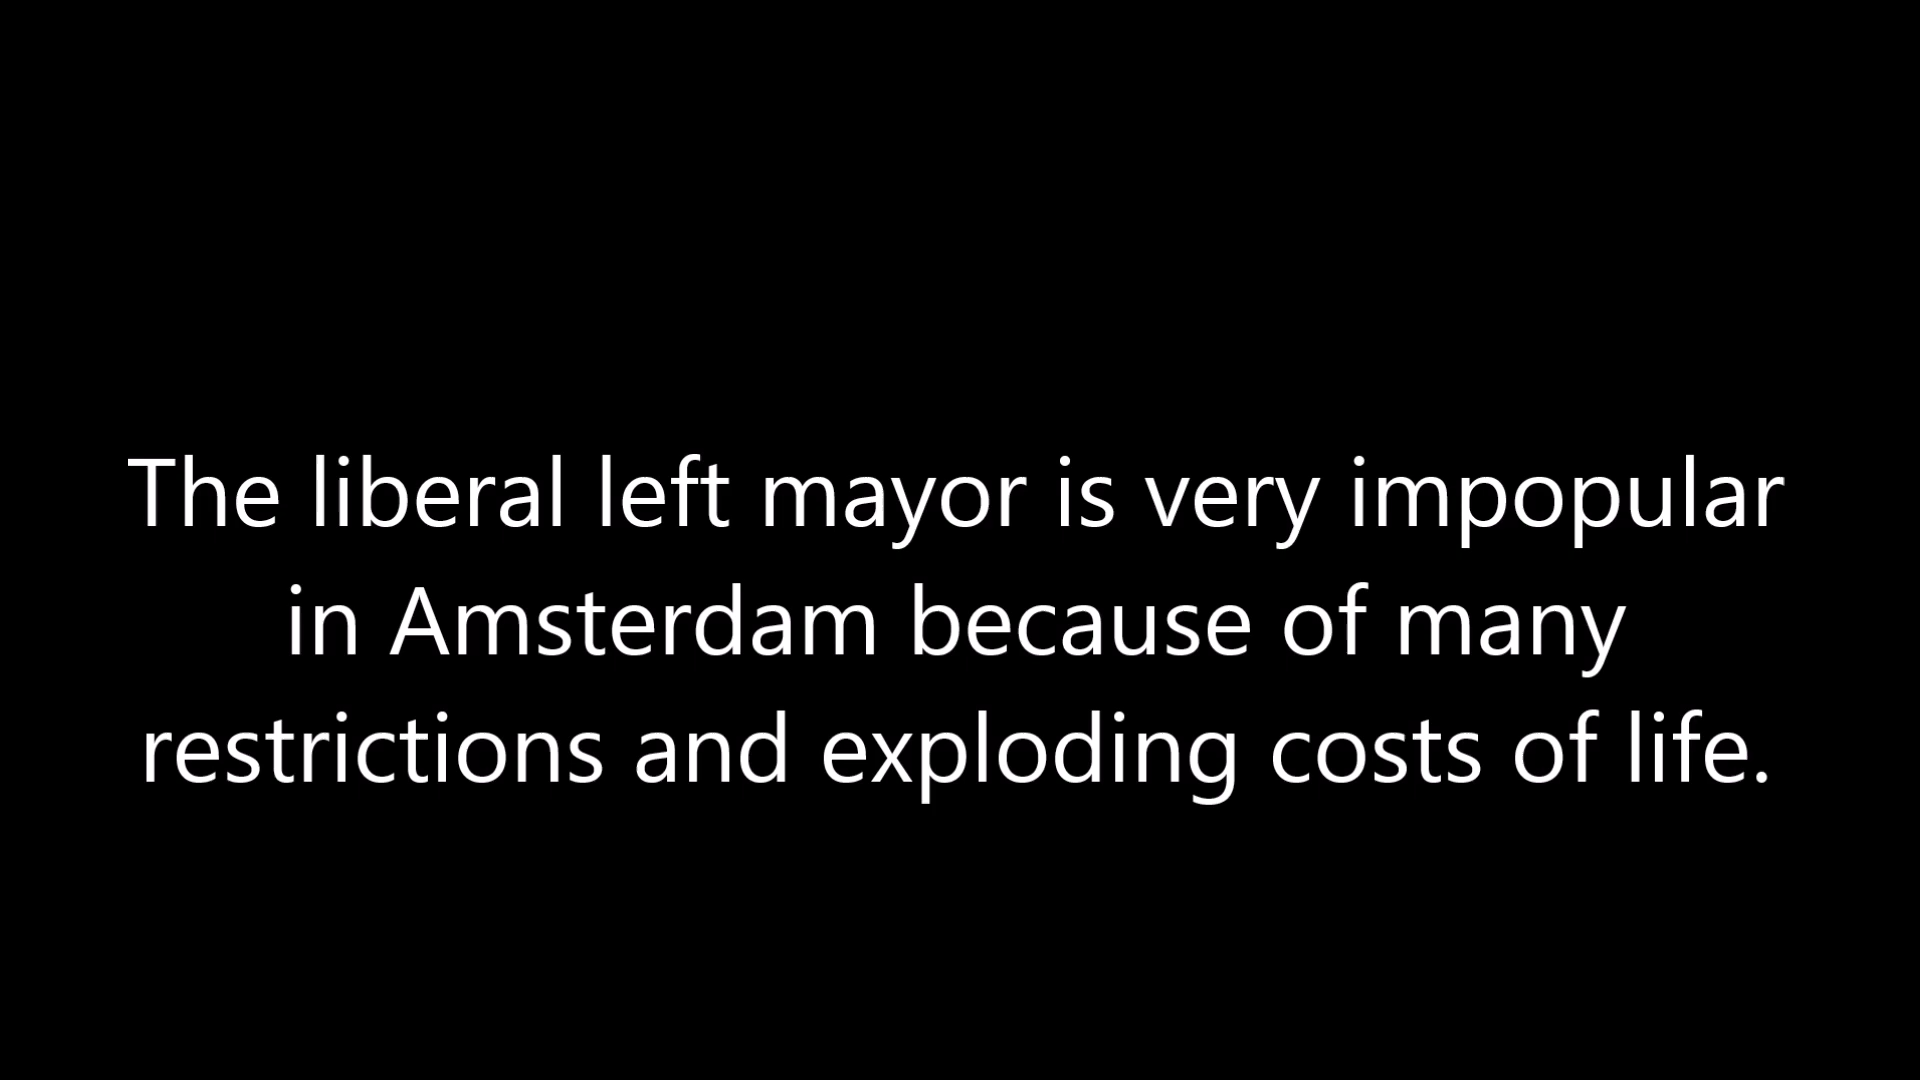 The liberal left mayor is very impopular
in Amsterdam because of many
restrictions and exploding costs of life.